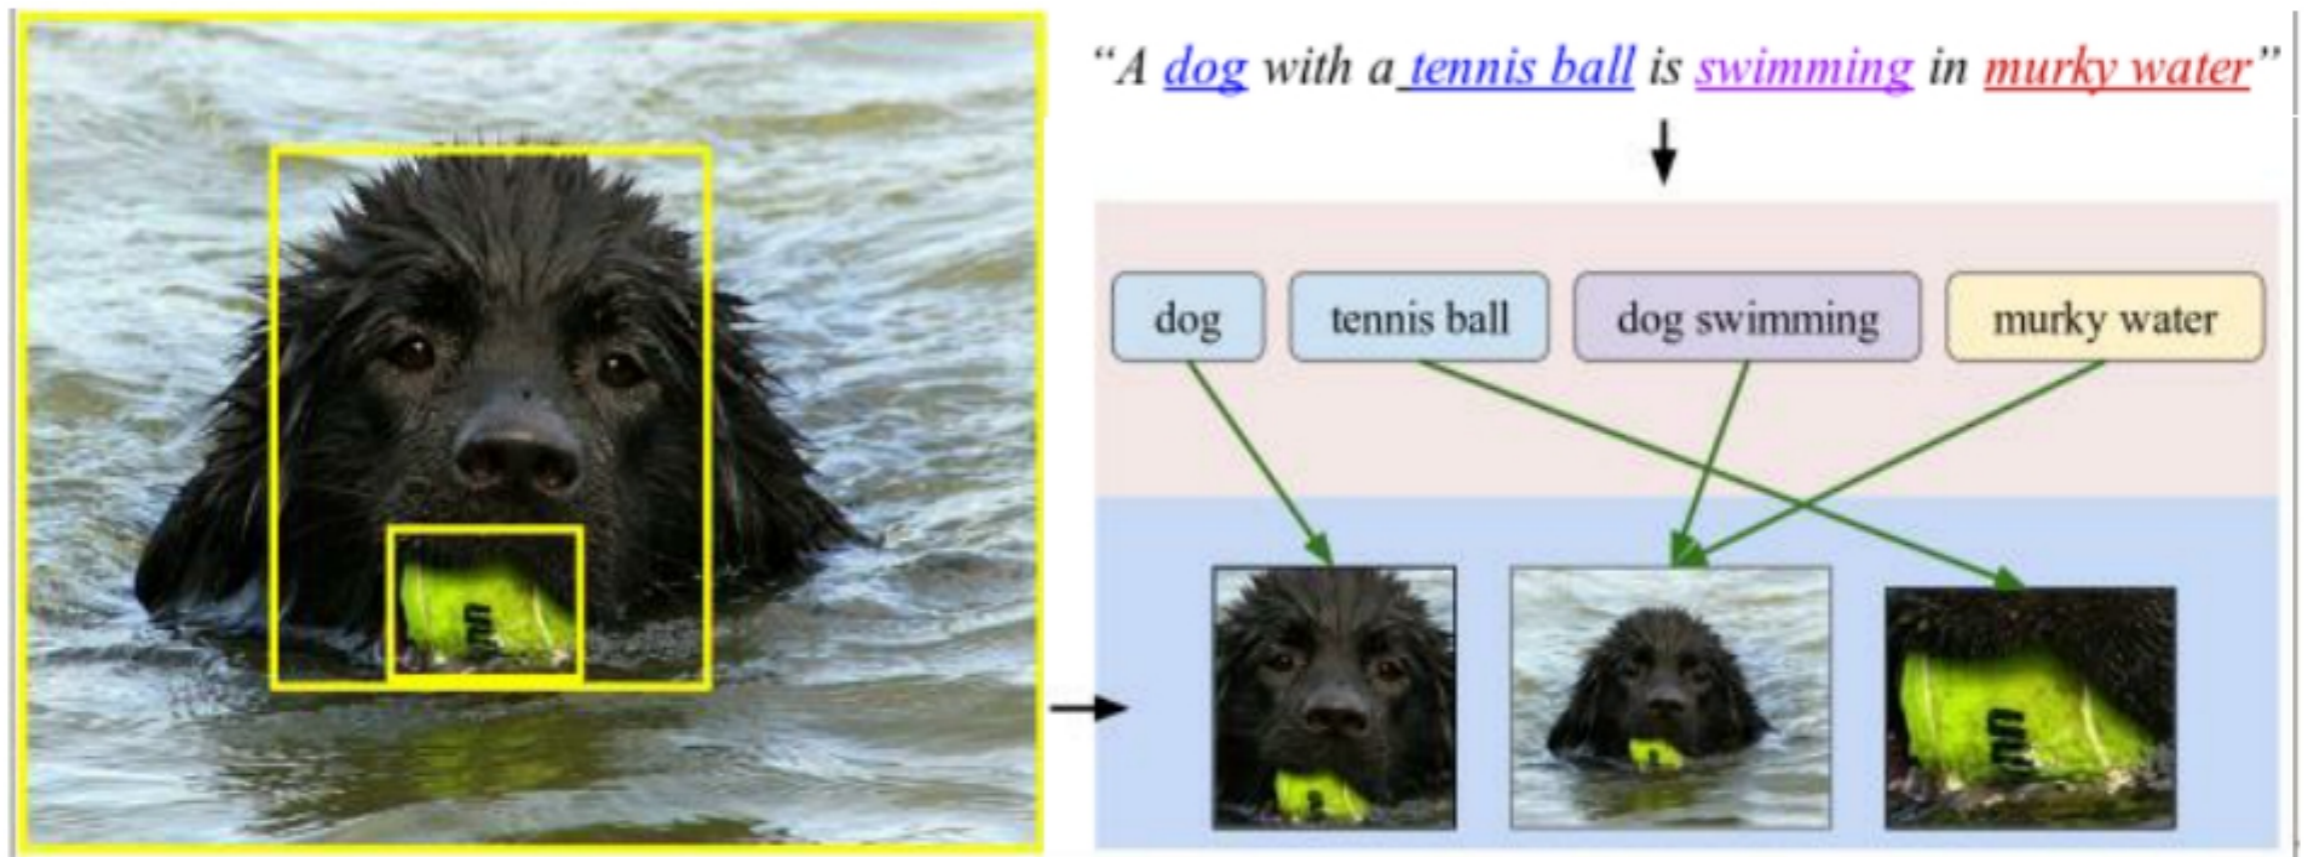 “A dog with a tennis ball is swimming in murky water”
dog
tennis ball
dog swimming
murky water